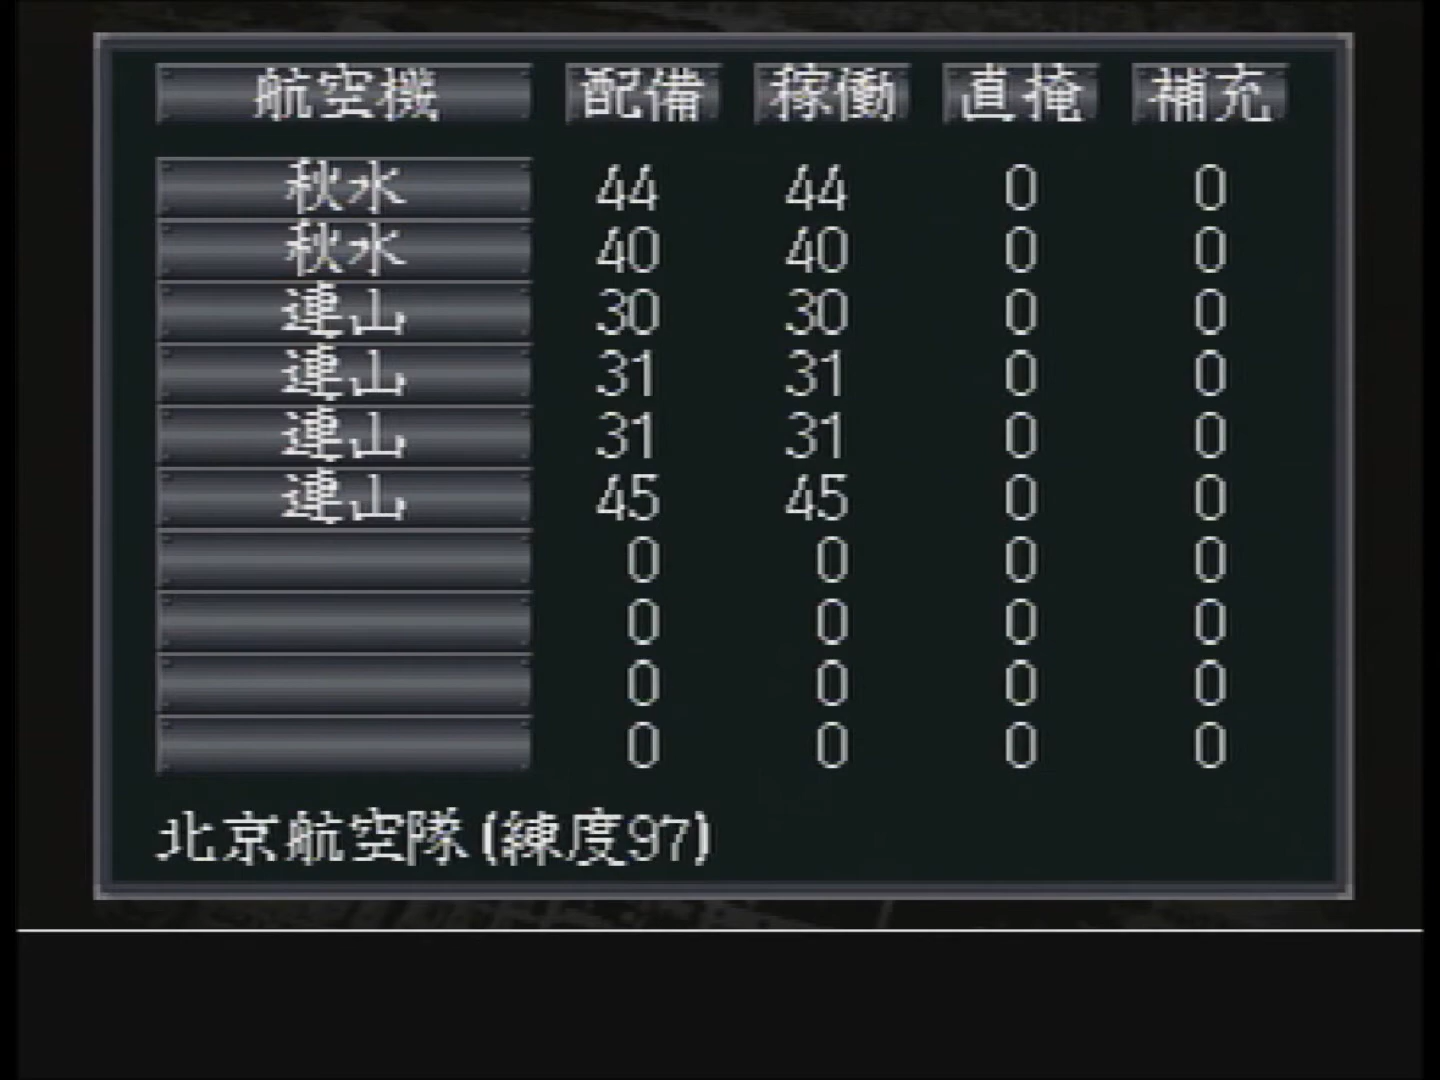 航空機 配備 稼働 直掩 補充
秋水 44 44 0 0
秋水 40 40 0 0
連山 30 30 0 0
連山 31 31 0 0
連山 31 31 0 0
連山 45 45 0 0
0 0 0 0
0 0 0 0
0 0 0 0
0 0 0 0
北京航空隊(練度97)